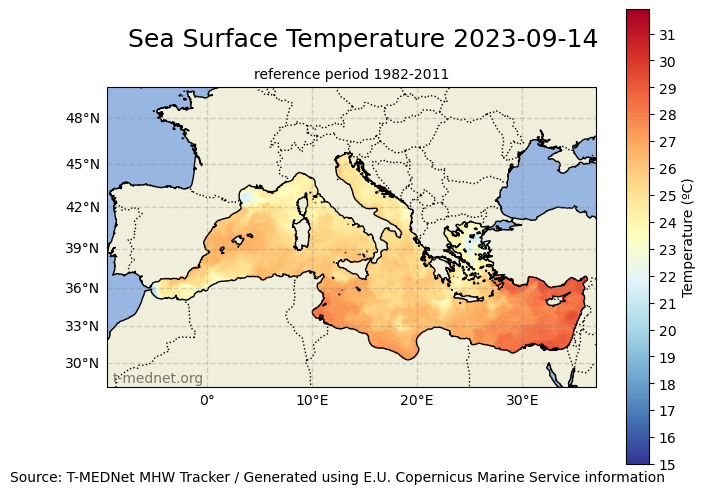 Sea Surface Temperature 2023-09-14
reference period 1982-2011
48°N
45°N
42°N
39°N
36°N
33°N
30°N
t-mednet.org
0°
10°E
20°E
30°E
31
30
29
28
27
26
25
24
23
22
21
20
19
18
17
16
15
Temperature (ºC)
Source: T-MEDNet MHW Tracker / Generated using E.U. Copernicus Marine Service information